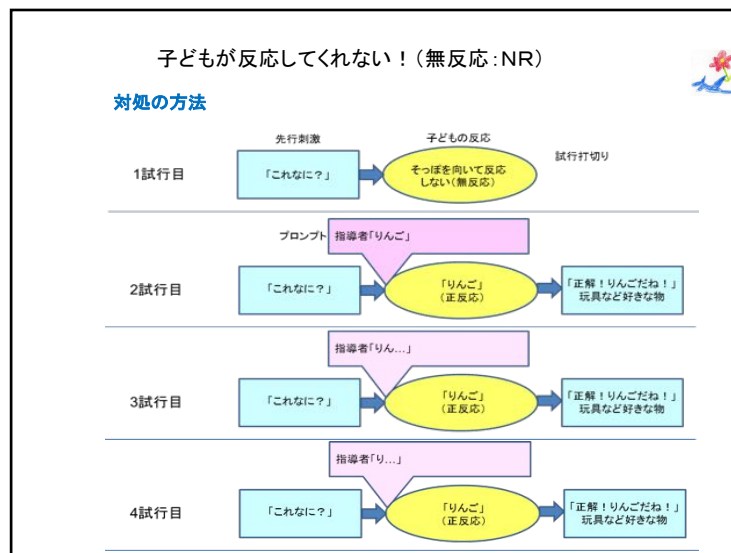 子どもが反応してくれない！（無反応：NR）
対処の方法
先行刺激
子どもの反応
1試行目
「これなに？」
そっぽを向いて反応
しない（無反応）
試行打切り
プロンプト
指導者「りんご」
2試行目
「これなに？」
「りんご」
（正反応）
「正解！りんごだね！」
玩具など好きな物
指導者「りん…」
3試行目
「これなに？」
「りんご」
（正反応）
「正解！りんごだね！」
玩具など好きな物
指導者「り…」
4試行目
「これなに？」
「りんご」
（正反応）
「正解！りんごだね！」
玩具など好きな物